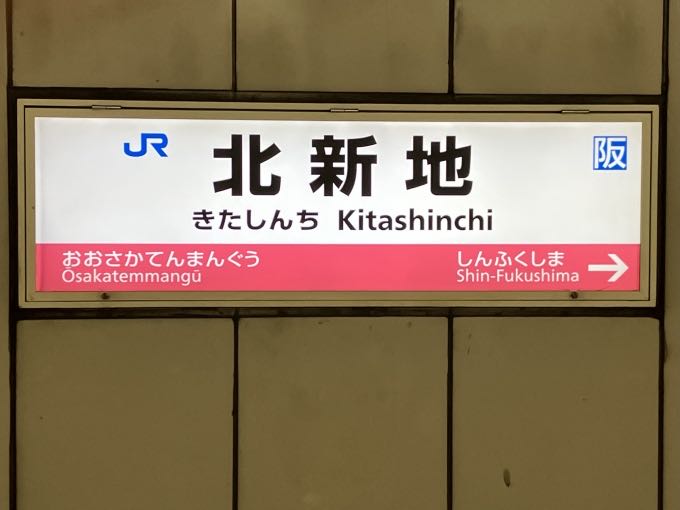 JR 北新地 阪
きたしんち Kitashinchi
おおさかてんまんぐう しんふくしま
Ōsakatemmangū Shin-Fukushima →